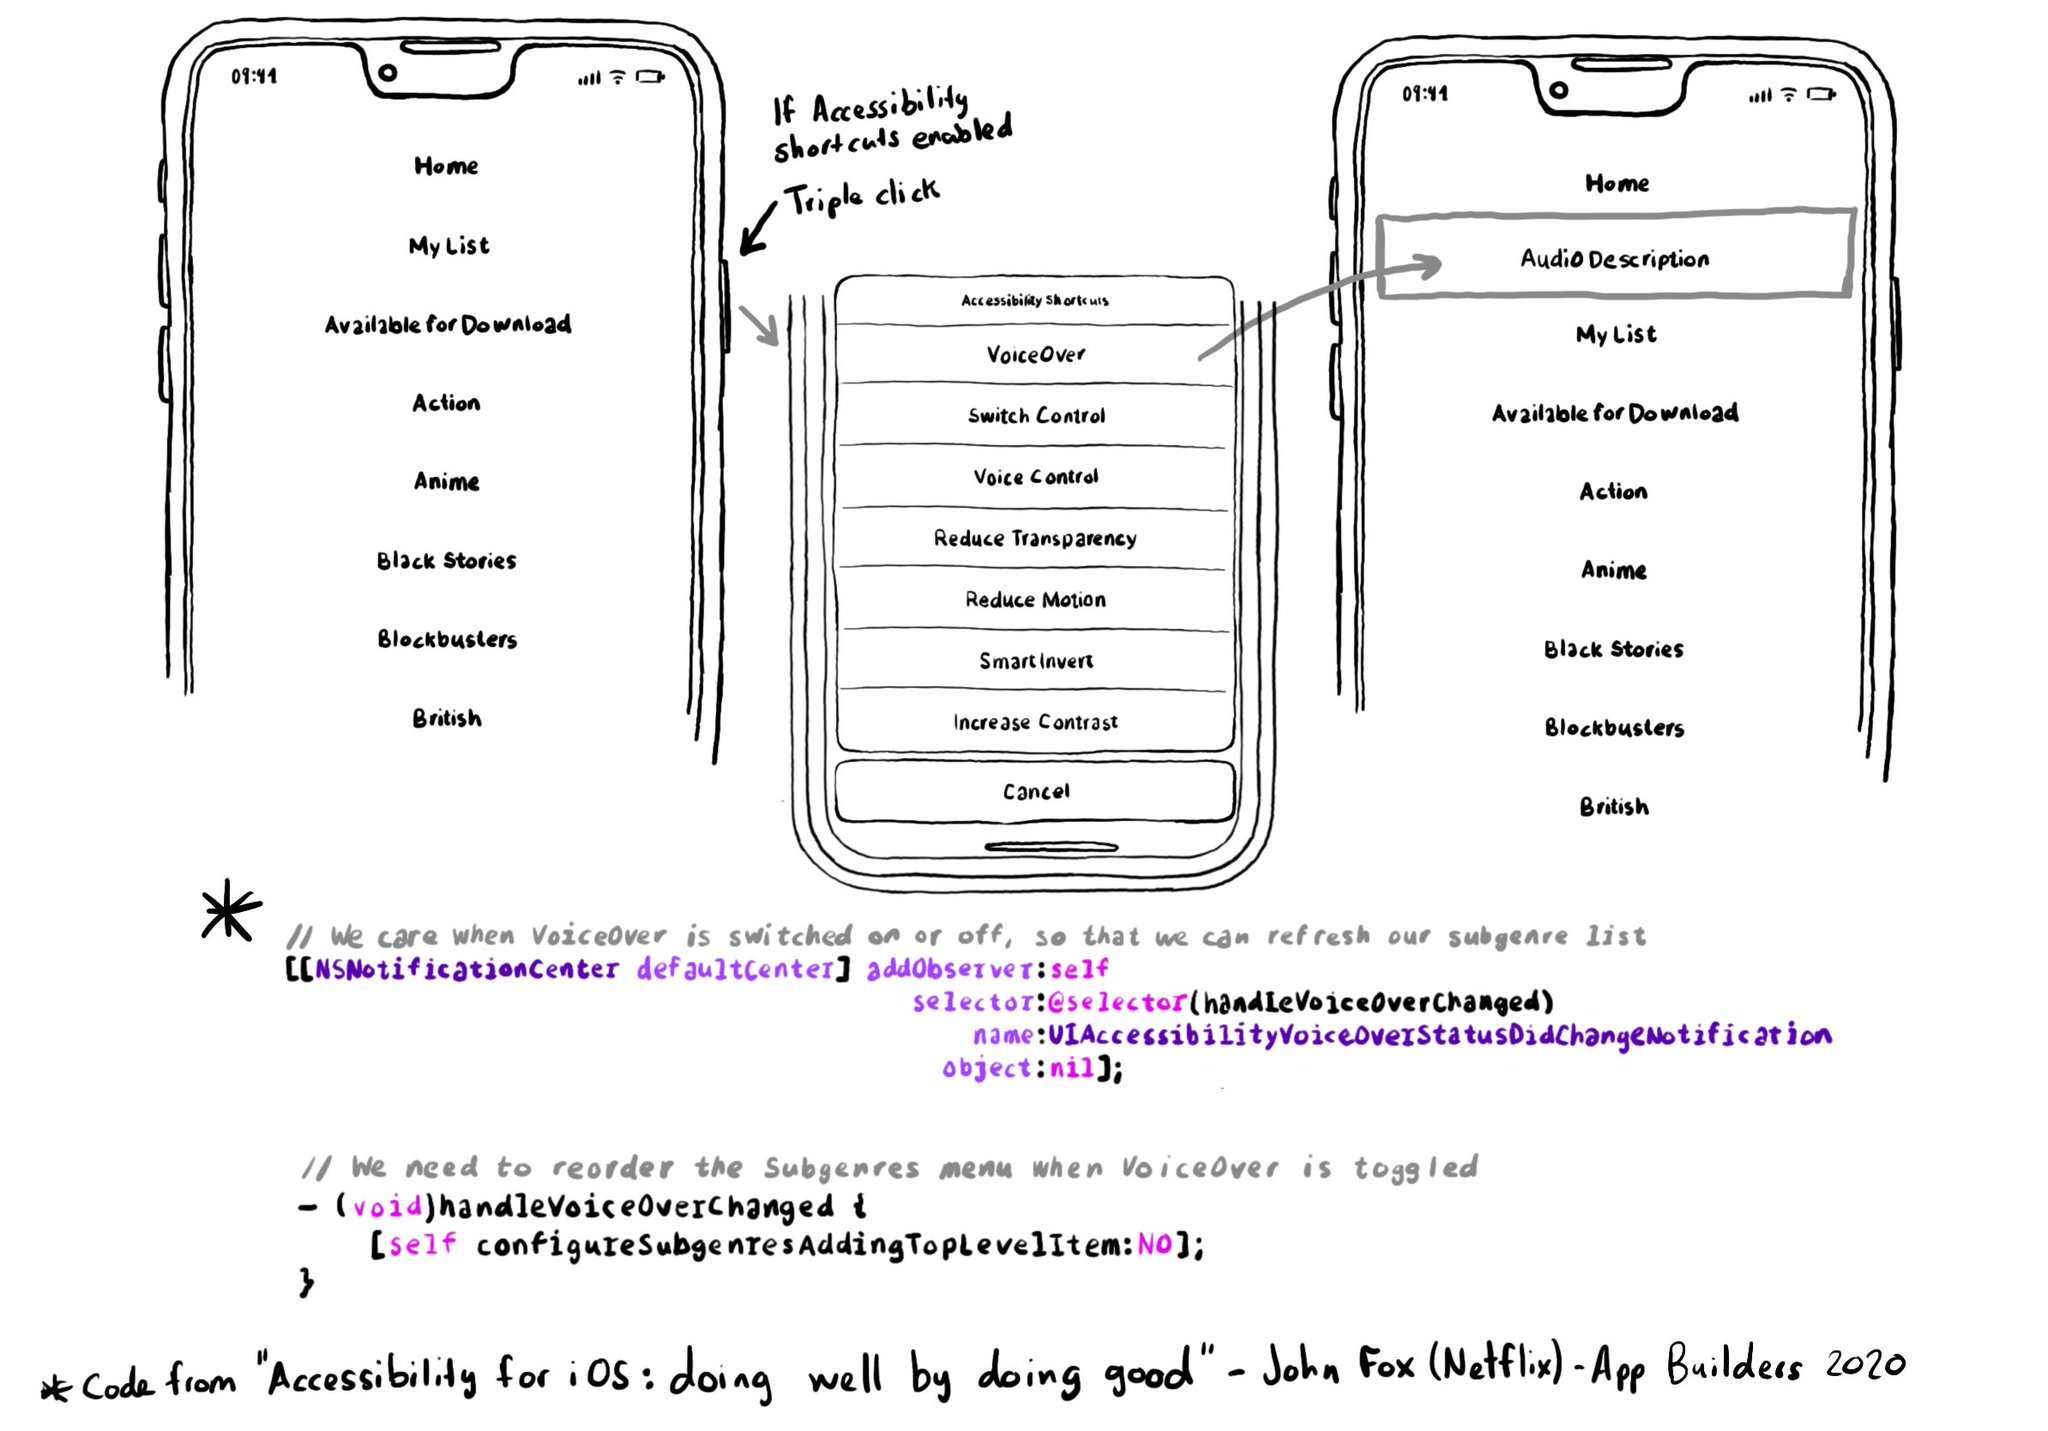 09:41
Home
My List
Available for Download
Action
Anime
Black Stories
Blockbusters
British
If Accessibility
shortcuts enabled
Triple click
Accessibility Shortcuts
VoiceOver
Switch Control
Voice Control
Reduce Transparency
Reduce Motion
Smart Invert
Increase Contrast
Cancel
09:41
Home
Audio Description
My List
Available for Download
Action
Anime
Black Stories
Blockbusters
British
* // We care when VoiceOver is switched on or off, so that we can refresh our subgenre list
[[NSNotificationCenter defaultCenter] addObserver:self
selector:@selector(handleVoiceOverChanged)
name:UIAccessibilityVoiceOverStatusDidChangeNotification
object:nil];
// We need to reorder the Subgenres menu when VoiceOver is toggled
- (void)handleVoiceOverChanged {
[self configureSubgenresAddingTopLevelItem:NO];
}
* Code from "Accessibility for iOS: doing well by doing good" - John Fox (Netflix) - App Builders 2020